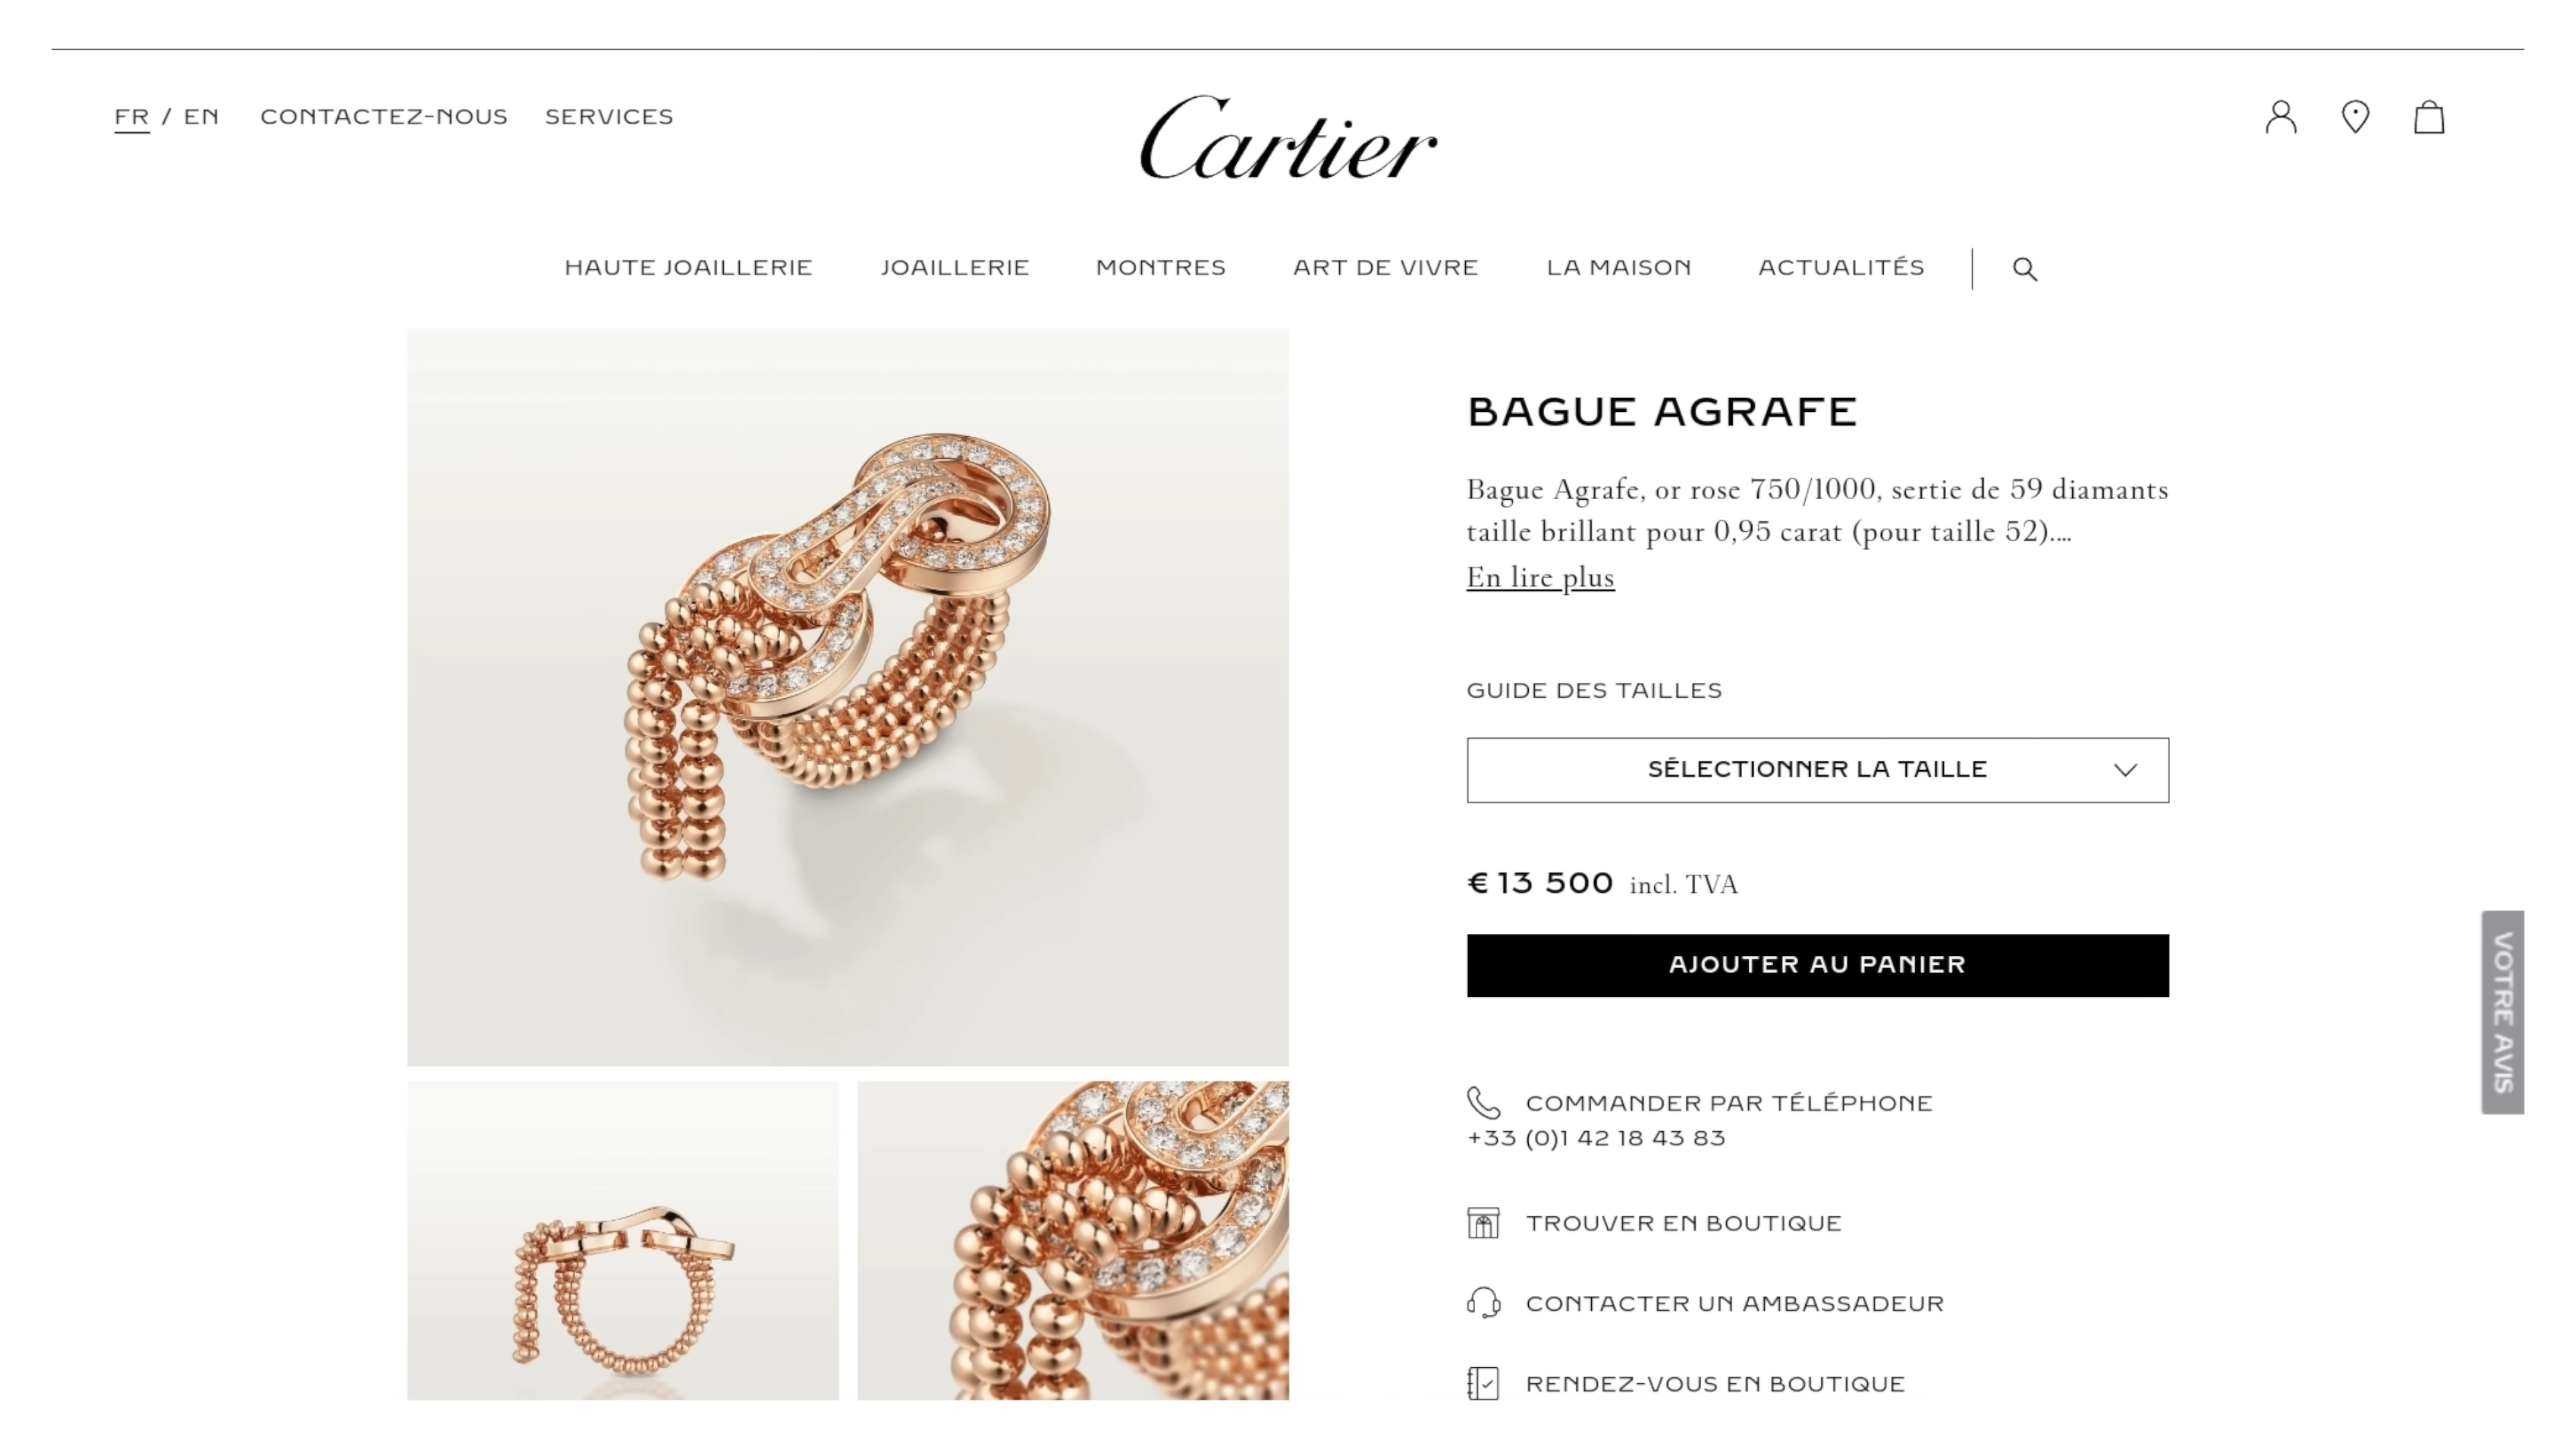 FR / EN CONTACTEZ-NOUS SERVICES
Cartier
HAUTE JOAILLERIE JOAILLERIE MONTRES ART DE VIVRE LA MAISON ACTUALITÉS
BAGUE AGRAFE
Bague Agrafe, or rose 750/1000, sertie de 59 diamants
taille brillant pour 0,95 carat (pour taille 52)....
En lire plus
GUIDE DES TAILLES
SÉLECTIONNER LA TAILLE
€ 13 500 incl. TVA
AJOUTER AU PANIER
VOTRE AVIS
COMMANDER PAR TÉLÉPHONE
+33 (0)1 42 18 43 83
TROUVER EN BOUTIQUE
CONTACTER UN AMBASSADEUR
RENDEZ-VOUS EN BOUTIQUE